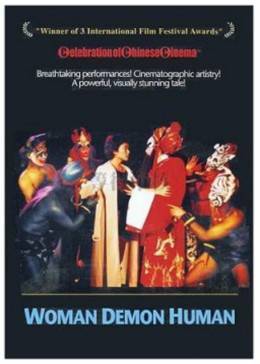 "Winner of 3 International Film Festival Awards"
Celebration of Chinese Cinema™
Breathtaking performances! Cinematographic artistry!
A powerful, visually stunning tale!
WOMAN DEMON HUMAN